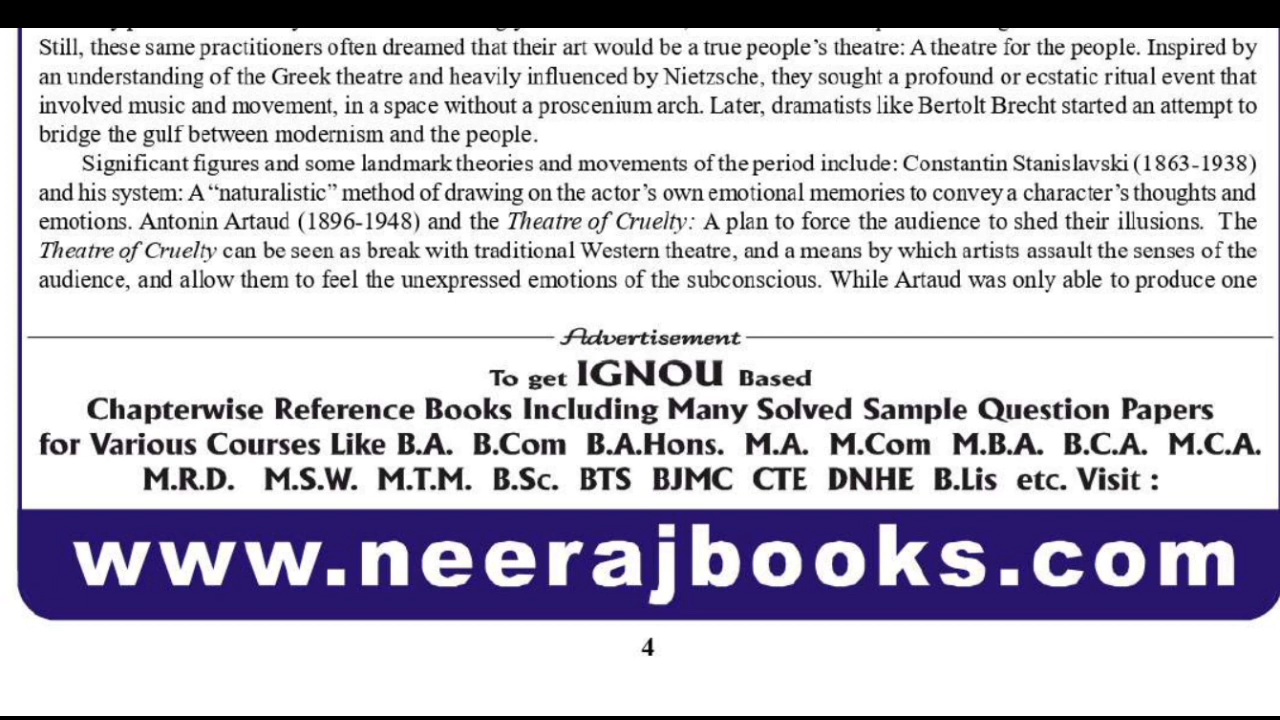 Still, these same practitioners often dreamed that their art would be a true people's theatre: A theatre for the people. Inspired by
an understanding of the Greek theatre and heavily influenced by Nietzsche, they sought a profound or ecstatic ritual event that
involved music and movement, in a space without a proscenium arch. Later, dramatists like Bertolt Brecht started an attempt to
bridge the gulf between modernism and the people.
Significant figures and some landmark theories and movements of the period include: Constantin Stanislavski (1863-1938)
and his system: A “naturalistic” method of drawing on the actor's own emotional memories to convey a character's thoughts and
emotions. Antonin Artaud (1896-1948) and the Theatre of Cruelty: A plan to force the audience to shed their illusions. The
Theatre of Cruelty can be seen as break with traditional Western theatre, and a means by which artists assault the senses of the
audience, and allow them to feel the unexpressed emotions of the subconscious. While Artaud was only able to produce one
Advertisement
To get IGNOU Based
Chapterwise Reference Books Including Many Solved Sample Question Papers
for Various Courses Like B.A. B.Com B.A.Hons. M.A. M.Com M.B.A. B.C.A. M.C.A.
M.R.D. M.S.W. M.T.M. B.Sc. BTS BJMC CTE DNHE B.Lis etc. Visit :
www.neerajbooks.com
4